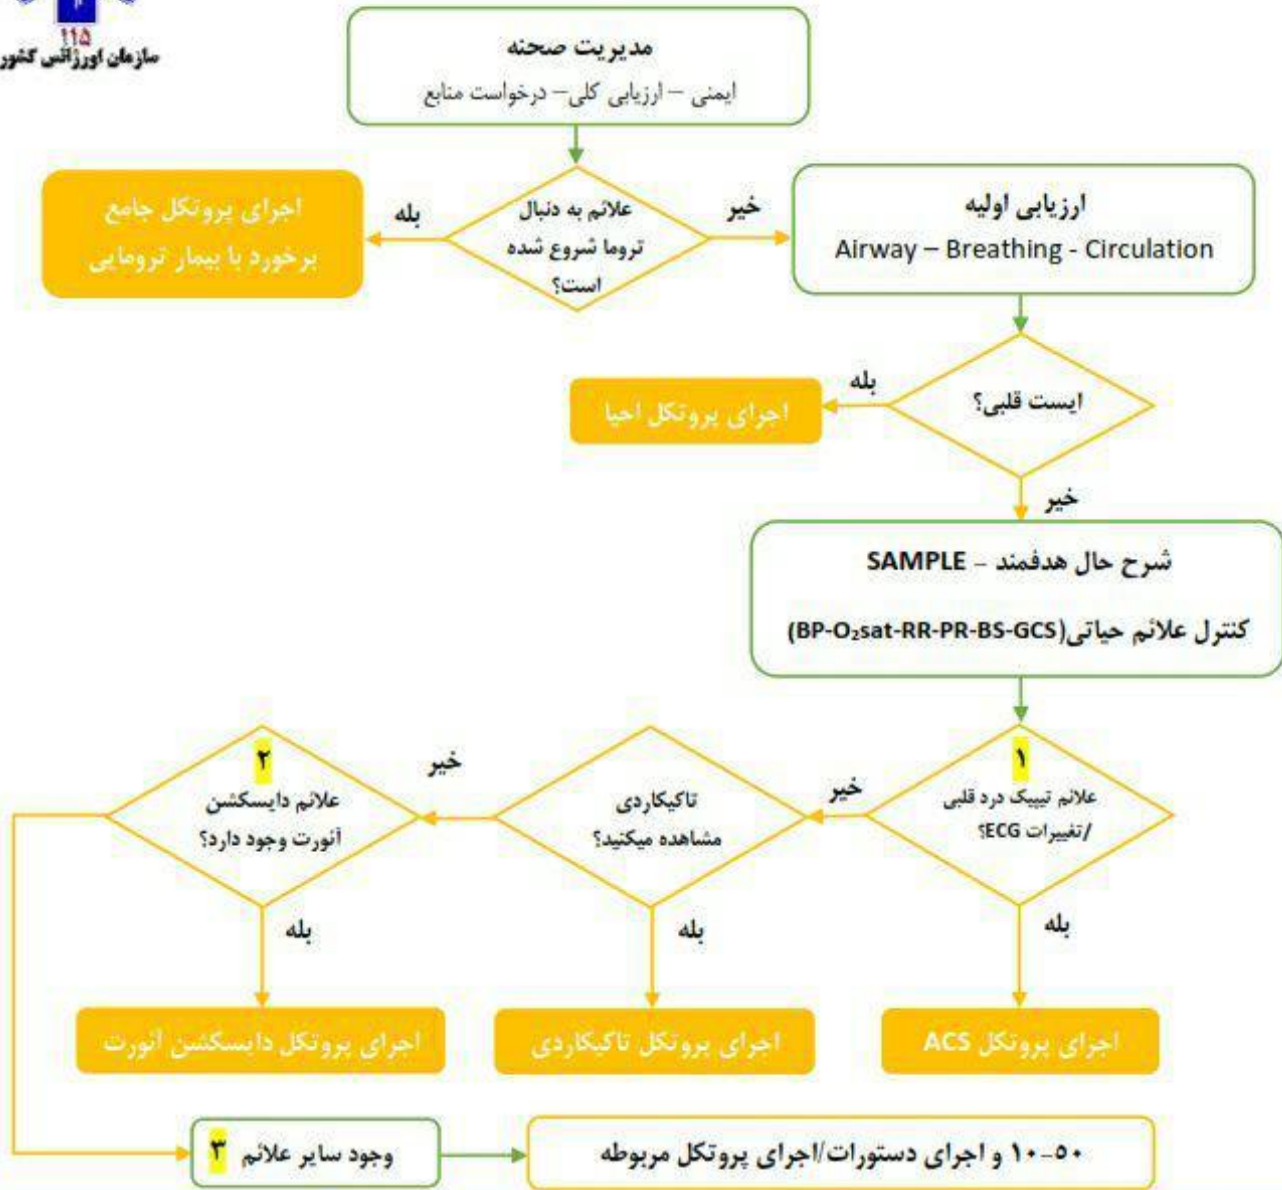 ۱۱۵
سازمان اورژانس کشور
مدیریت صحنه
ایمنی – ارزیابی کلی– درخواست منابع
علائم به دنبال
تروما شروع شده
است؟
بله
خیر
اجرای پروتکل جامع
برخورد با بیمار ترومایی
ارزیابی اولیه
Airway – Breathing - Circulation
ایست قلبی؟
بله
اجرای پروتکل احیا
خیر
شرح حال هدفمند – SAMPLE
کنترل علائم حیاتی(BP-O₂sat-RR-PR-BS-GCS)
۱
علائم تیپیک درد قلبی
/تغییرات ECG؟
خیر
بله
اجرای پروتکل ACS
تاکیکاردی
مشاهده میکنید؟
خیر
بله
اجرای پروتکل تاکیکاردی
۲
علائم دایسکشن
آئورت وجود دارد؟
بله
اجرای پروتکل دایسکشن آئورت
وجود سایر علائم ۳
۱۰-۵۰ و اجرای دستورات/اجرای پروتکل مربوطه